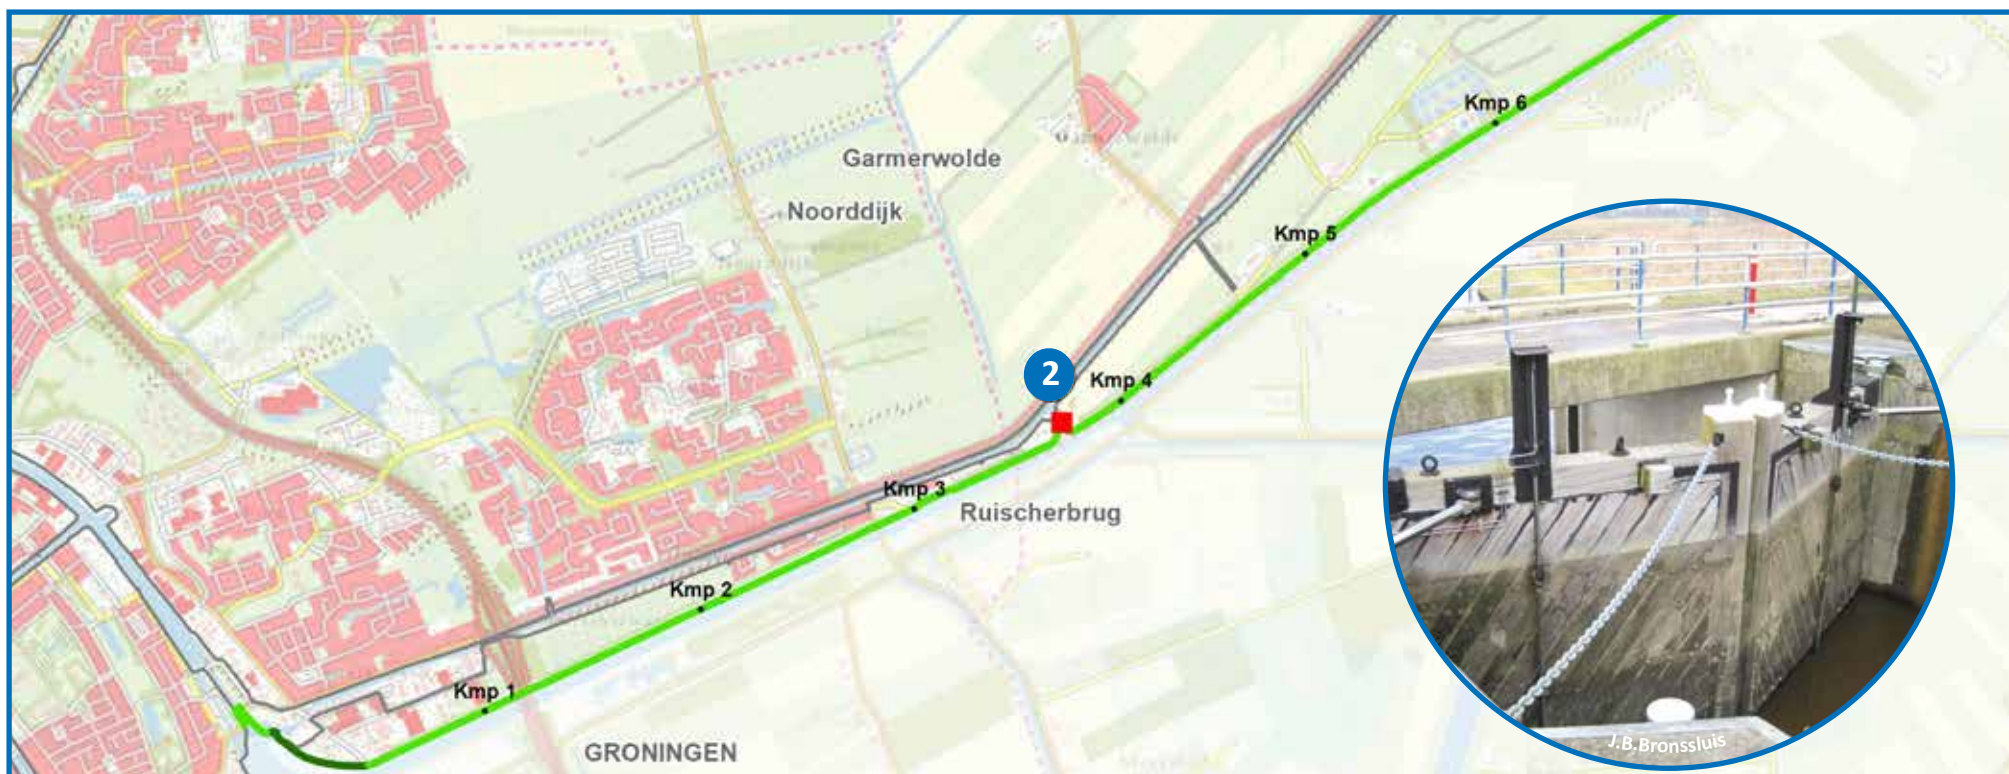 Kmp 6
Garmerwolde
Noorddijk
Kmp 5
2
Kmp 4
Kmp 3
Ruischerbrug
Kmp 2
Kmp 1
GRONINGEN
J.B.Bronssluis